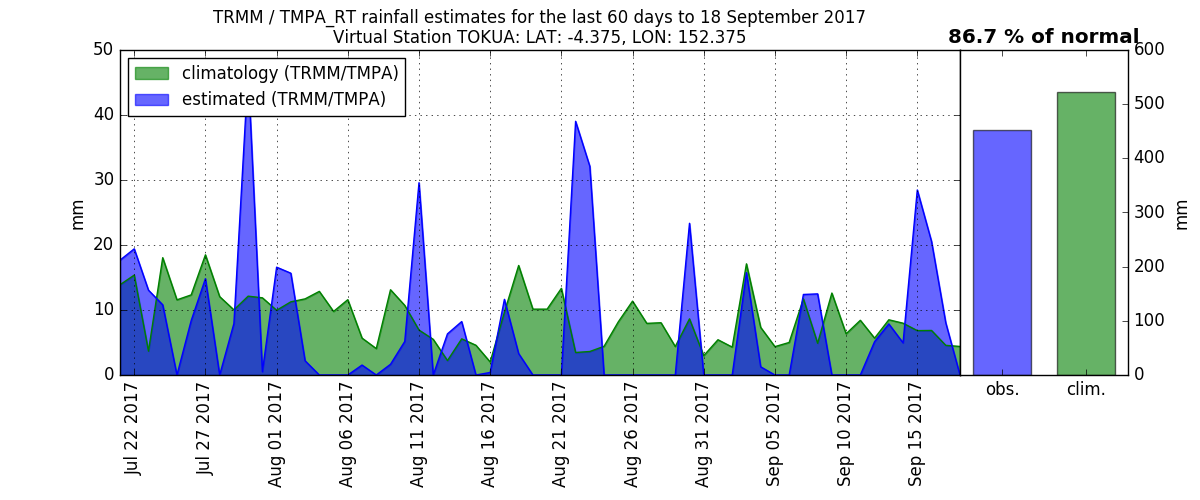 TRMM / TMPA_RT rainfall estimates for the last 60 days to 18 September 2017
Virtual Station TOKUA: LAT: -4.375, LON: 152.375
86.7 % of normal
climatology (TRMM/TMPA)
estimated (TRMM/TMPA)
mm
50
40
30
20
10
0
Jul 22 2017
Jul 27 2017
Aug 01 2017
Aug 06 2017
Aug 11 2017
Aug 16 2017
Aug 21 2017
Aug 26 2017
Aug 31 2017
Sep 05 2017
Sep 10 2017
Sep 15 2017
obs.
clim.
600
500
400
300
200
100
0
mm